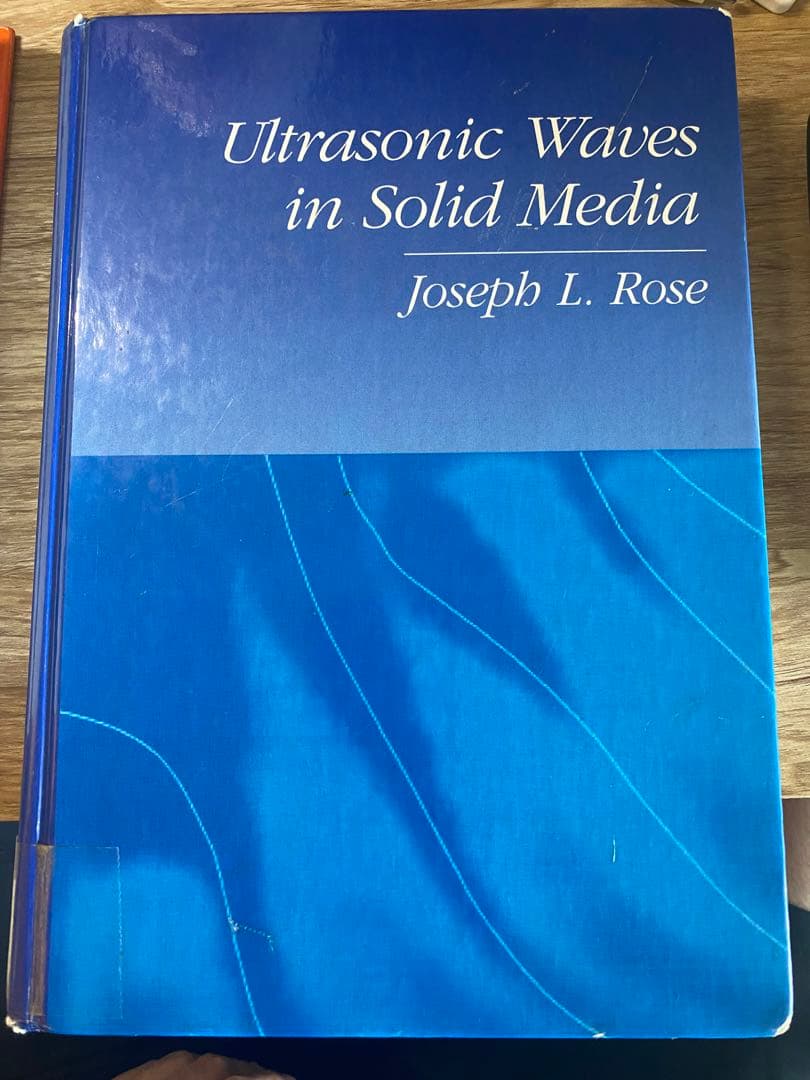 Ultrasonic Waves
in Solid Media
Joseph L. Rose